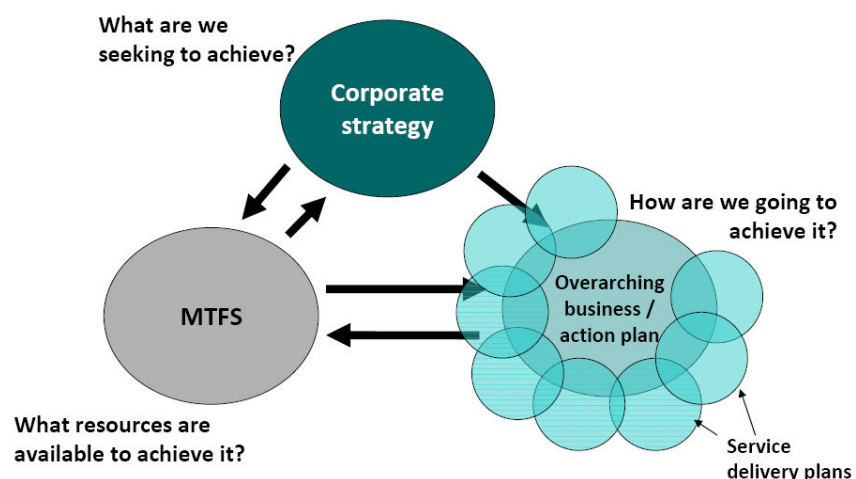 What are we
seeking to achieve?
Corporate
strategy
How are we going to
achieve it?
Overarching
business /
action plan
MTFS
What resources are
available to achieve it?
Service
delivery plans